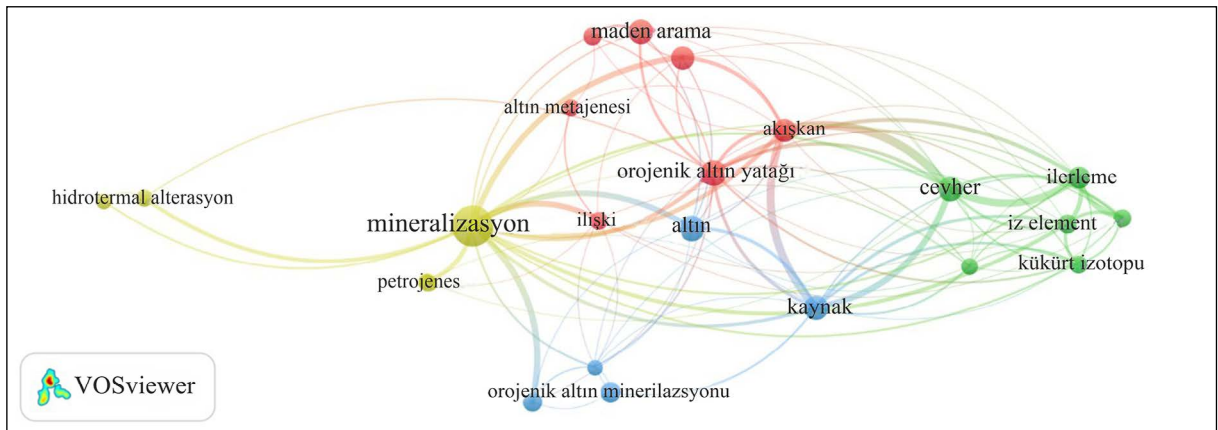 maden arama
altın metajenesi
akışkan
orojenik altın yatağı
cevher
ilerleme
hidrotermal alterasyon
mineralizasyon
ilişki
altın
iz element
kükürt izotopu
petrojenes
kaynak
orojenik altın minerilazsyonu
VOSviewer